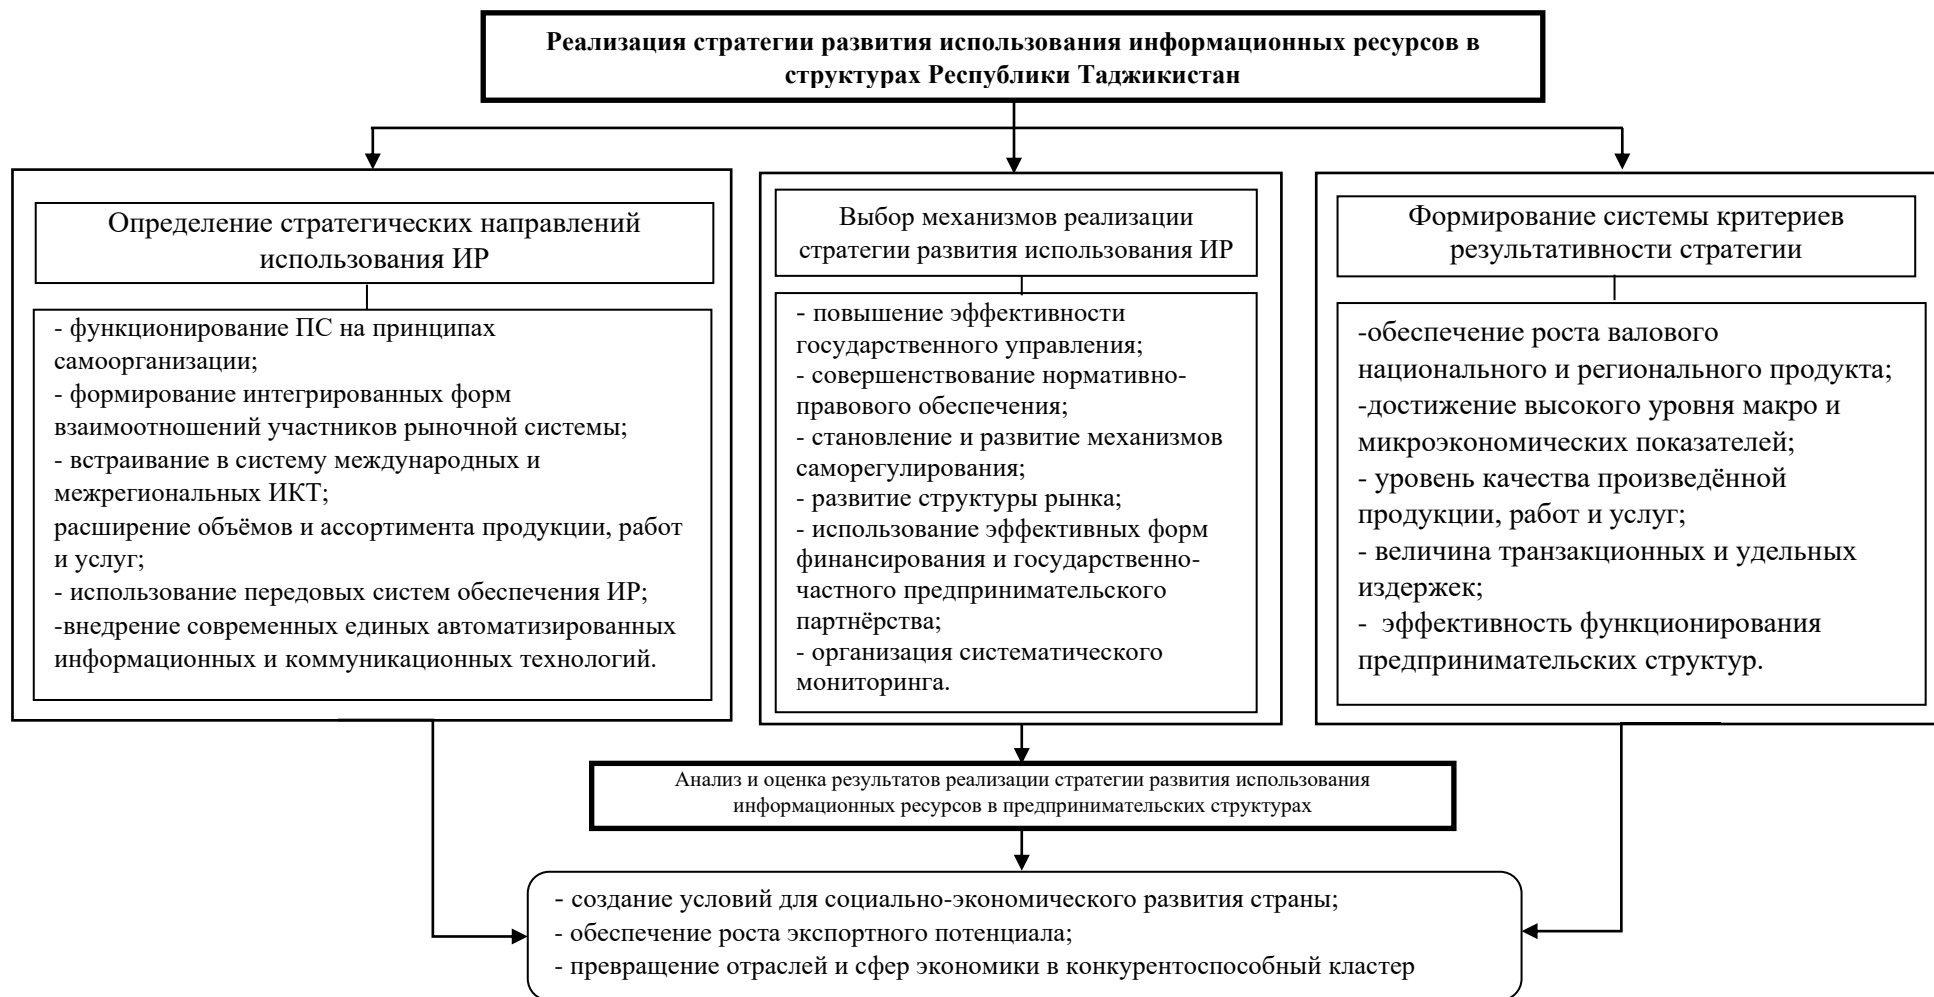 Реализация стратегии развития использования информационных ресурсов в
структурах Республики Таджикистан
Определение стратегических направлений
использования ИР
- функционирование ПС на принципах
самоорганизации;
- формирование интегрированных форм
взаимоотношений участников рыночной системы;
- встраивание в систему международных и
межрегиональных ИКТ;
расширение объёмов и ассортимента продукции, работ
и услуг;
- использование передовых систем обеспечения ИР;
-внедрение современных единых автоматизированных
информационных и коммуникационных технологий.
Выбор механизмов реализации
стратегии развития использования ИР
- повышение эффективности
государственного управления;
- совершенствование нормативно-
правового обеспечения;
- становление и развитие механизмов
саморегулирования;
- развитие структуры рынка;
- использование эффективных форм
финансирования и государственно-
частного предпринимательского
партнёрства;
- организация систематического
мониторинга.
Формирование системы критериев
результативности стратегии
-обеспечение роста валового
национального и регионального продукта;
-достижение высокого уровня макро и
микроэкономических показателей;
- уровень качества произведённой
продукции, работ и услуг;
- величина транзакционных и удельных
издержек;
- эффективность функционирования
предпринимательских структур.
Анализ и оценка результатов реализации стратегии развития использования
информационных ресурсов в предпринимательских структурах
- создание условий для социально-экономического развития страны;
- обеспечение роста экспортного потенциала;
- превращение отраслей и сфер экономики в конкурентоспособный кластер